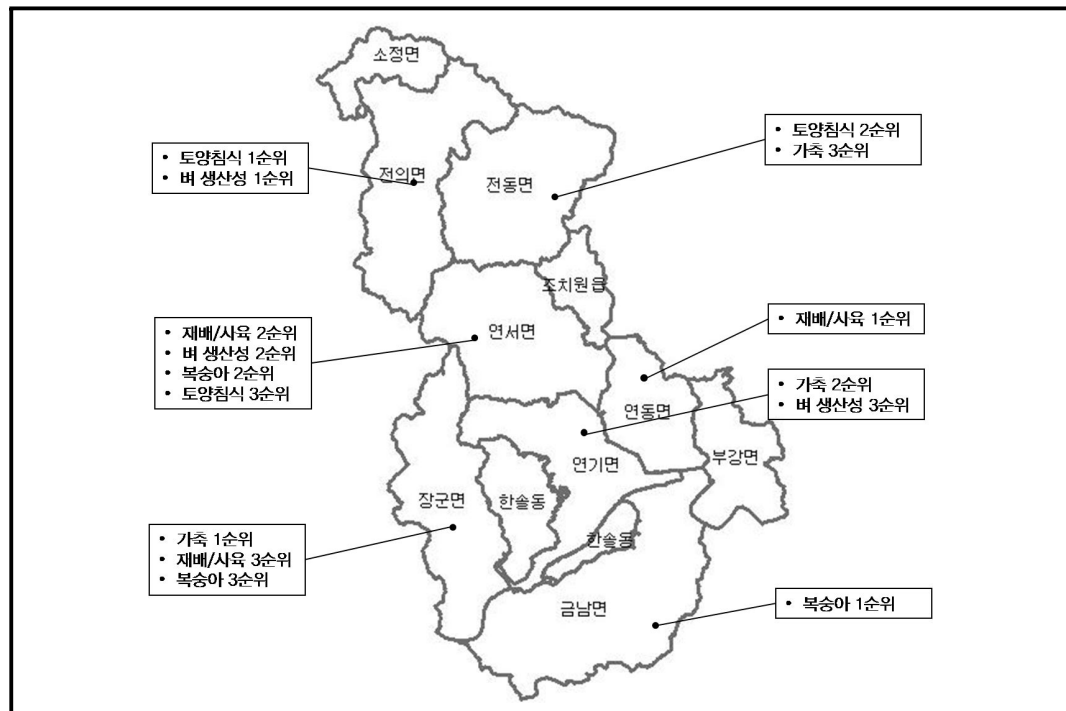 소정면
• 토양침식 2순위
• 가축 3순위
• 토양침식 1순위
• 벼 생산성 1순위
전의면
전동면
조치원읍
• 재배/사육 2순위
• 벼 생산성 2순위
• 복숭아 2순위
• 토양침식 3순위
연서면
• 재배/사육 1순위
• 가축 2순위
• 벼 생산성 3순위
연동면
부강면
연기면
장군면
한솔동
한솔동
• 가축 1순위
• 재배/사육 3순위
• 복숭아 3순위
금남면
• 복숭아 1순위